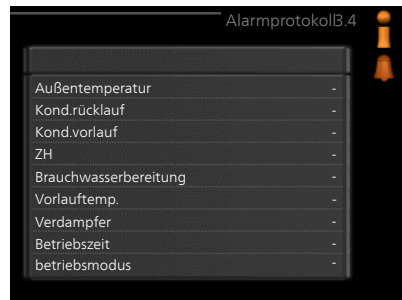 Alarmprotokoll3.4
Außentemperatur -
Kond.rücklauf -
Kond.vorlauf -
ZH -
Brauchwasserbereitung -
Vorlauftemp. -
Verdampfer -
Betriebszeit -
betriebsmodus -